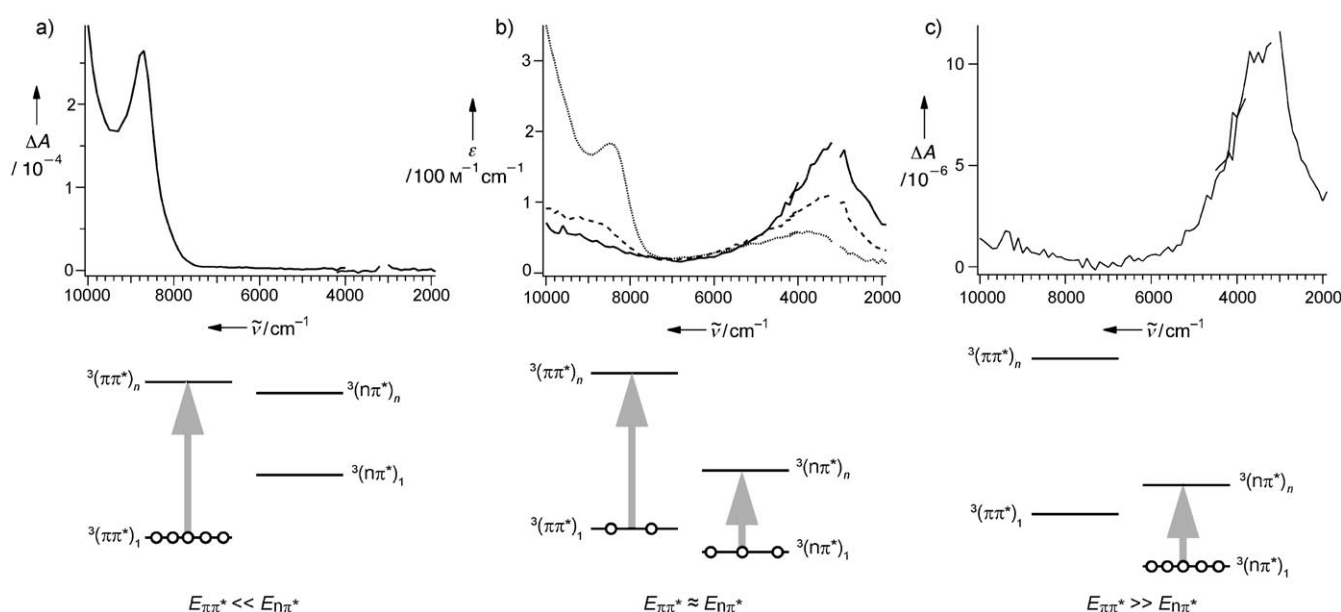 a)
2
1
0
ΔA
/ 10⁻⁴
10000 8000 6000 4000 2000
ṽ/cm⁻¹
³(ππ*)ₙ
³(nπ*)ₙ
³(nπ*)₁
³(ππ*)₁
Eππ* << Enπ*
b)
3
2
1
0
ε
/100 M⁻¹ cm⁻¹
10000 8000 6000 4000 2000
ṽ/cm⁻¹
³(ππ*)ₙ
³(nπ*)ₙ
³(ππ*)₁
³(nπ*)₁
Eππ* ≈ Enπ*
c)
10
5
0
ΔA
/10⁻⁶
10000 8000 6000 4000 2000
ṽ/cm⁻¹
³(ππ*)ₙ
³(nπ*)ₙ
³(ππ*)₁
³(nπ*)₁
Eππ* >> Enπ*